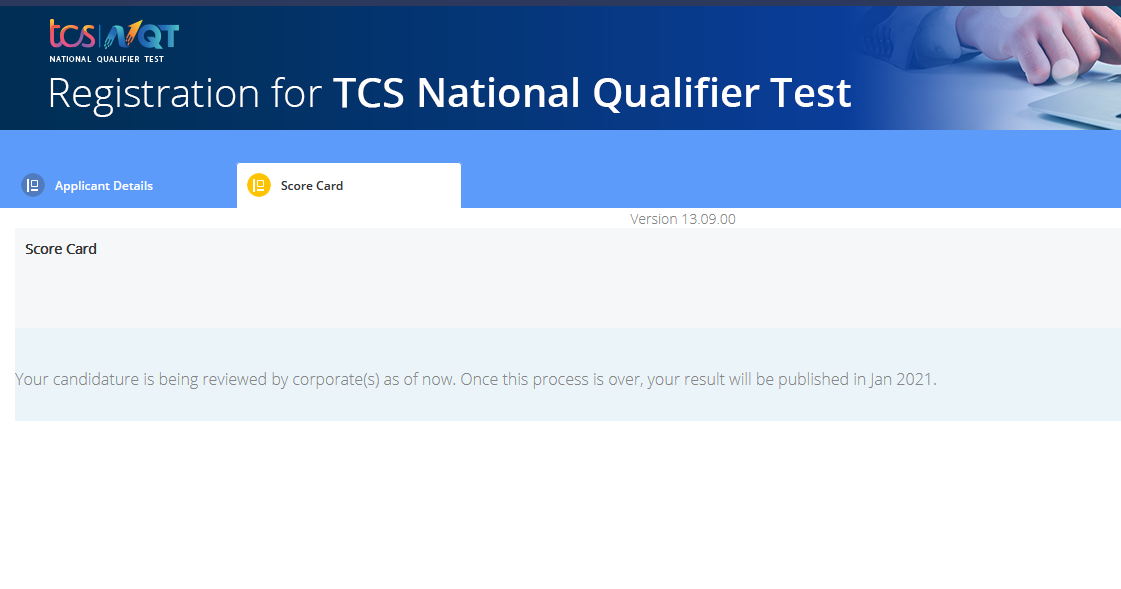 tcs NQT
NATIONAL QUALIFIER TEST
Registration for TCS National Qualifier Test
Applicant Details
Score Card
Version 13.09.00
Score Card
Your candidature is being reviewed by corporate(s) as of now. Once this process is over, your result will be published in Jan 2021.